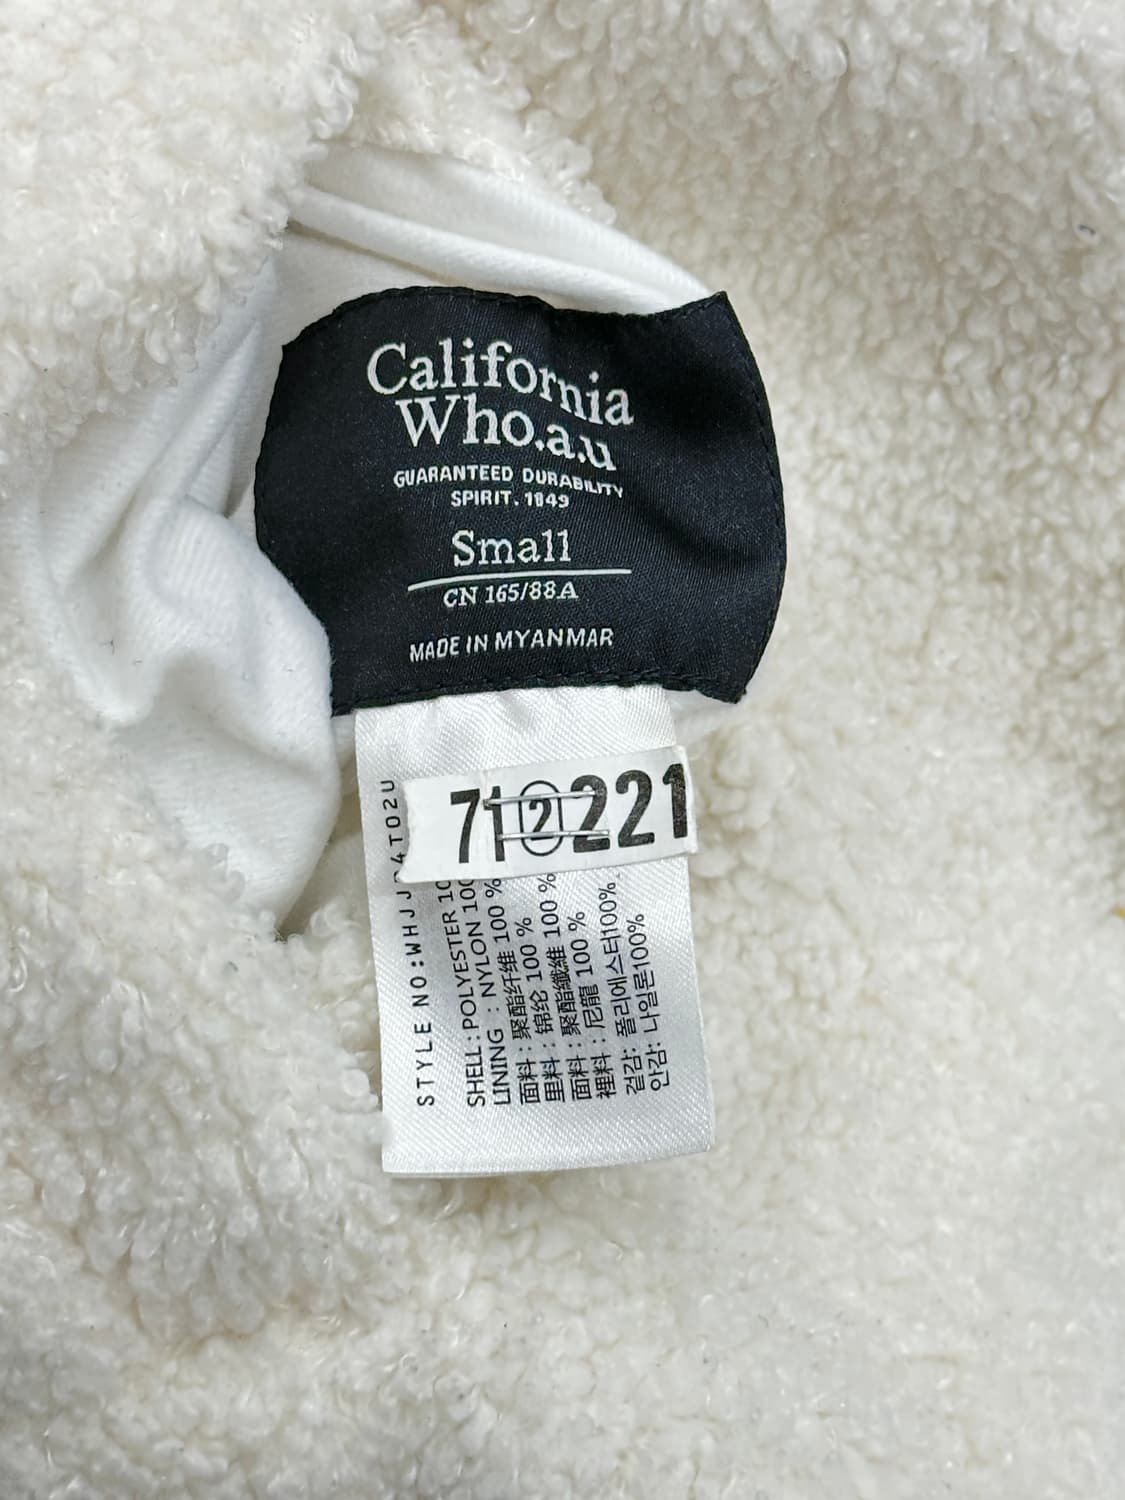 California
Who.a.u
GUARANTEED DURABILITY
SPIRIT. 1849
Small
CN 165/88A
MADE IN MYANMAR
71②221
STYLE NO:
SHELL : POLYESTER
LINING : NYLON 100 %
面料 : 聚酯纤维 100 %
里料 : 锦纶 100 %
面料 : 聚酯纖維 100 %
裡料 : 尼龍 100 %
겉감: 폴리에스터100%
안감: 나일론100%